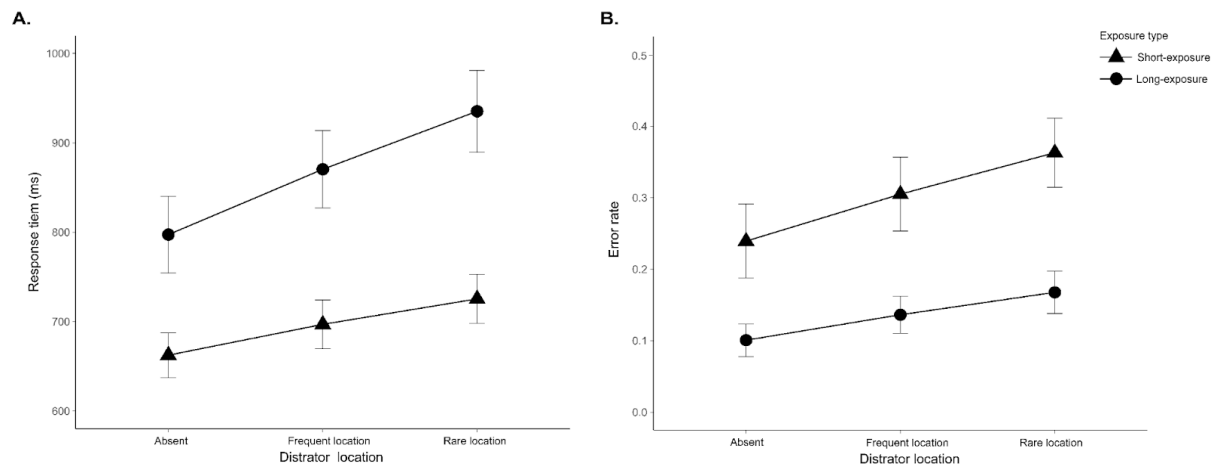 A.
1000
900
800
700
600
Response tiem (ms)
Absent
Frequent location
Rare location
Distrator location
B.
0.5
0.4
0.3
0.2
0.1
0.0
Error rate
Absent
Frequent location
Rare location
Distractor location
Exposure type
Short-exposure
Long-exposure